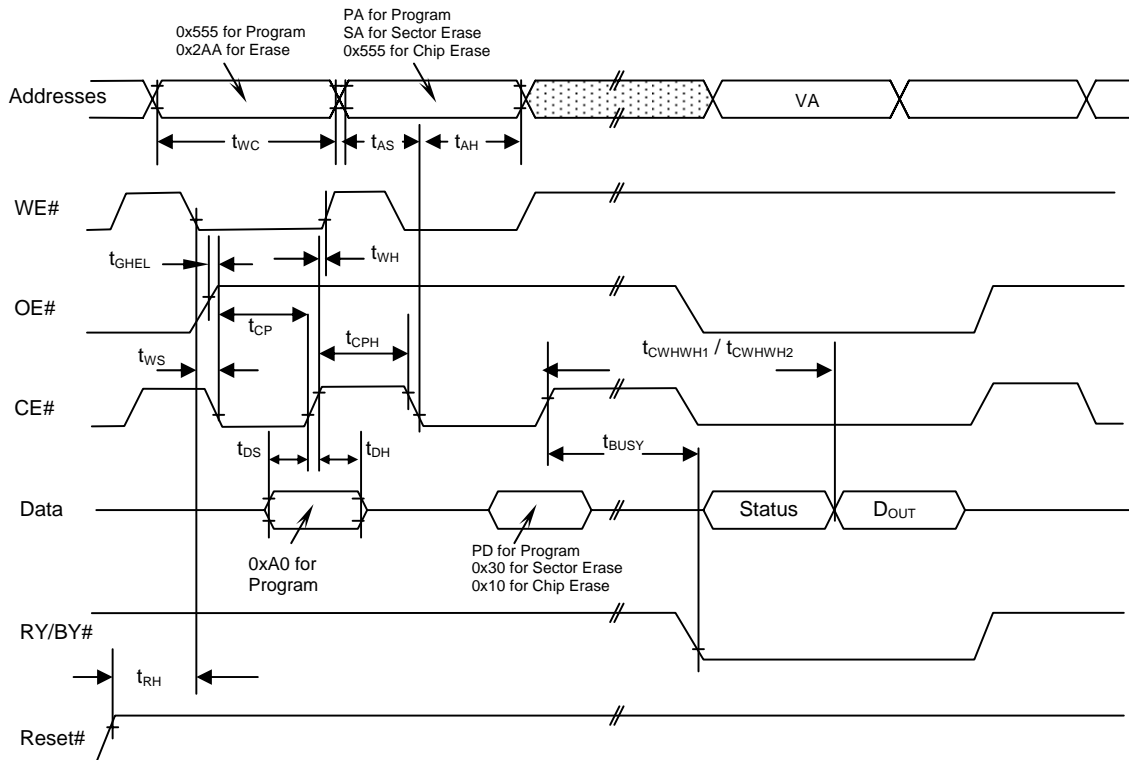 0x555 for Program
0x2AA for Erase
PA for Program
SA for Sector Erase
0x555 for Chip Erase
Addresses
VA
tWC
tAS
tAH
WE#
tGHEL
tWH
OE#
tCP
tCPH
tWS
tCWHWH1 / tCWHWH2
CE#
tDS
tDH
tBUSY
Data
Status
DOUT
0xA0 for
Program
PD for Program
0x30 for Sector Erase
0x10 for Chip Erase
RY/BY#
tRH
Reset#